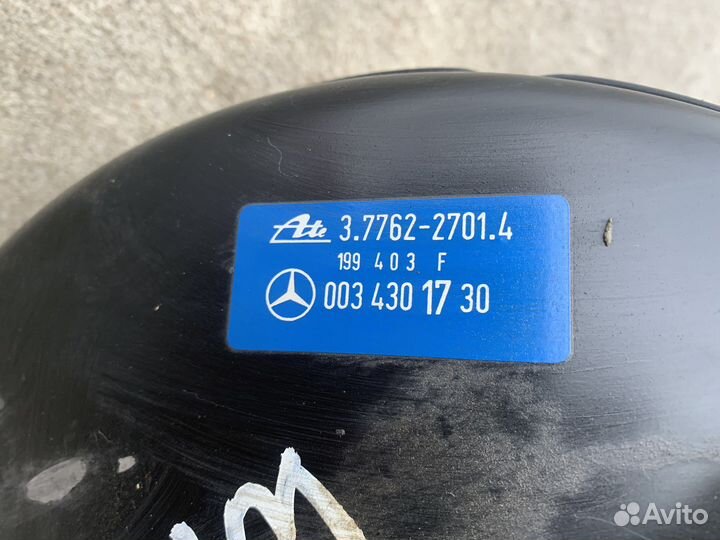 Ate 3.7762-2701.4
199 403 F
003 430 17 30
Avito